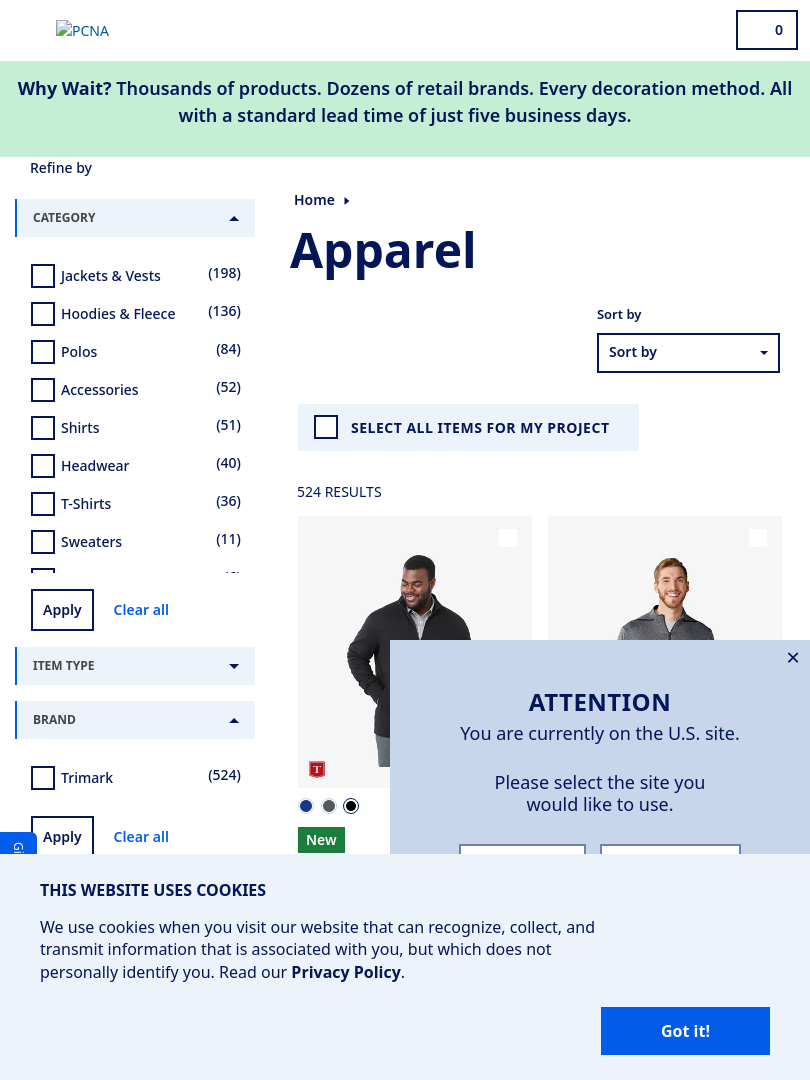 PCNA
0
Why Wait? Thousands of products. Dozens of retail brands. Every decoration method. All
with a standard lead time of just five business days.
Refine by
Home
CATEGORY
Apparel
Jackets & Vests (198)
Hoodies & Fleece (136)
Polos (84)
Accessories (52)
Shirts (51)
Headwear (40)
T-Shirts (36)
Sweaters (11)
Apply Clear all
ITEM TYPE
BRAND
Trimark (524)
Apply Clear all
Sort by
Sort by
SELECT ALL ITEMS FOR MY PROJECT
524 RESULTS
T
New
✕
ATTENTION
You are currently on the U.S. site.
Please select the site you
would like to use.
THIS WEBSITE USES COOKIES
We use cookies when you visit our website that can recognize, collect, and
transmit information that is associated with you, but which does not
personally identify you. Read our Privacy Policy.
Got it!